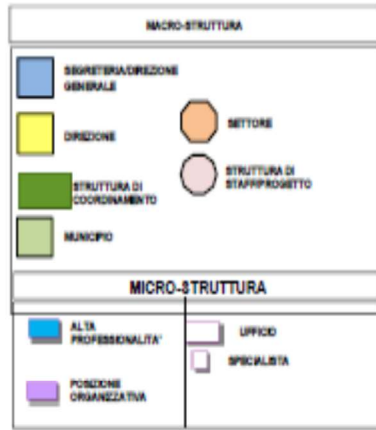 MACRO-STRUTTURA
SEGRETERIA/DIREZIONE
GENERALE
DIREZIONE
SETTORE
STRUTTURA DI
COORDINAMENTO
STRUTTURA DI
STAFF/PROGETTO
MUNICIPIO
MICRO-STRUTTURA
ALTA
PROFESSIONALITA'
UFFICIO
SPECIALISTA
POSIZIONE
ORGANIZZATIVA